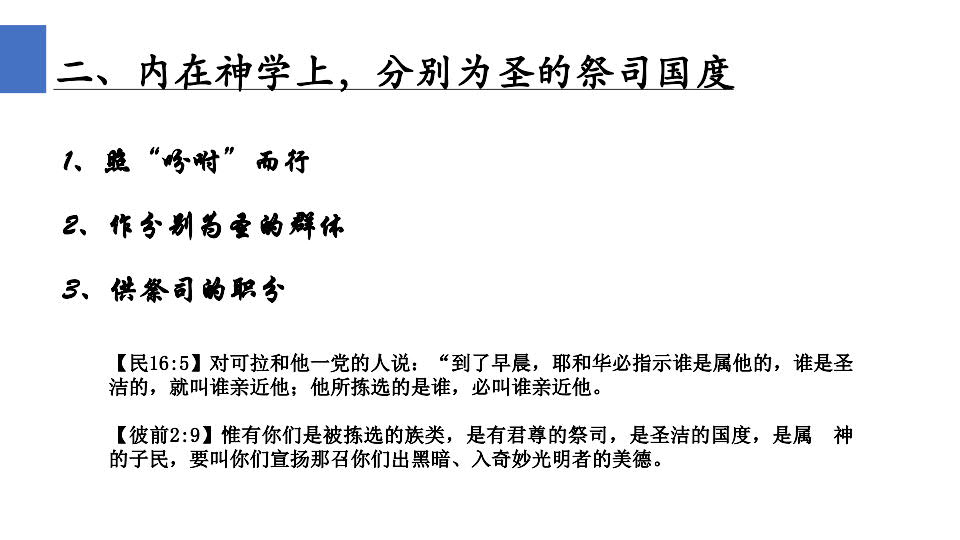 二、内在神学上，分别为圣的祭司国度
1、照“吩咐”而行
2、作分别为圣的群体
3、供祭司的职分
【民16:5】对可拉和他一党的人说：“到了早晨，耶和华必指示谁是属他的，谁是圣
洁的，就叫谁亲近他；他所拣选的是谁，必叫谁亲近他。
【彼前2:9】惟有你们是被拣选的族类，是有君尊的祭司，是圣洁的国度，是属　神
的子民，要叫你们宣扬那召你们出黑暗、入奇妙光明者的美德。